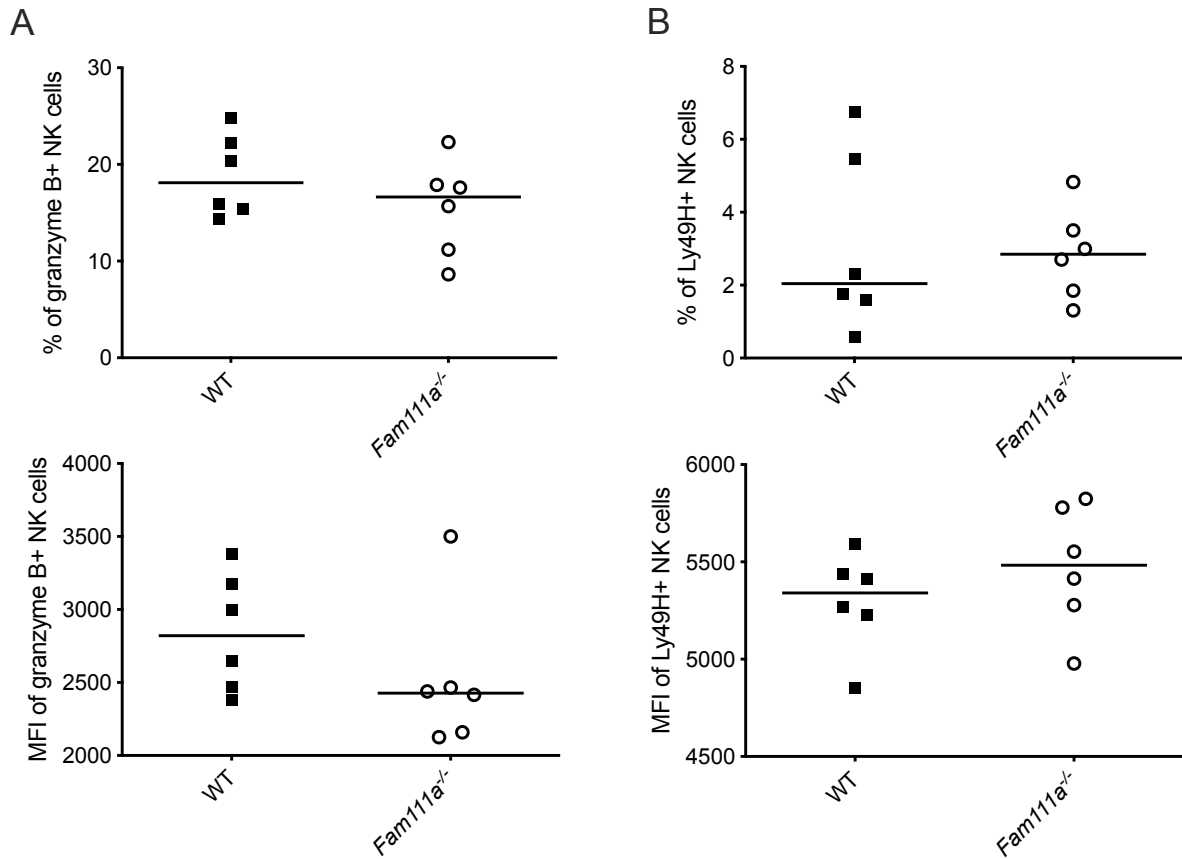 A
% of granzyme B+ NK cells
30
20
10
0
WT
Fam111a-/-
B
% of Ly49H+ NK cells
8
6
4
2
0
WT
Fam111a-/-
MFI of granzyme B+ NK cells
4000
3500
3000
2500
2000
WT
Fam111a-/-
MFI of Ly49H+ NK cells
6000
5500
5000
4500
WT
Fam111a-/-